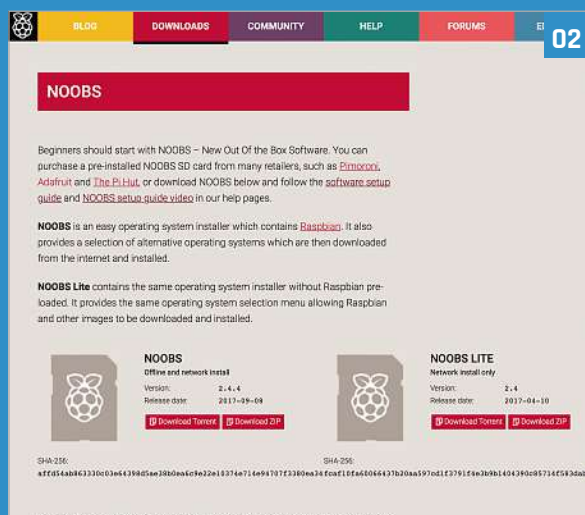 BLOG DOWNLOADS COMMUNITY HELP FORUMS
02
NOOBS
Beginners should start with NOOBS – New Out Of the Box Software. You can
purchase a pre-installed NOOBS SD card from many retailers, such as Pimoroni,
Adafruit and The Pi Hut, or download NOOBS below and follow the software setup
guide and NOOBS setup guide video in our help pages.
NOOBS is an easy operating system installer which contains Raspbian. It also
provides a selection of alternative operating systems which are then downloaded
from the internet and installed.
NOOBS Lite contains the same operating system installer without Raspbian pre-
loaded. It provides the same operating system selection menu allowing Raspbian
and other images to be downloaded and installed.
NOOBS
Offline and network install
Version: 2.4.4
Release date: 2017-09-08
Download Torrent Download ZIP
SHA-256:
NOOBS LITE
Network install only
Version: 2.4
Release date: 2017-04-10
Download Torrent Download ZIP
SHA-256: